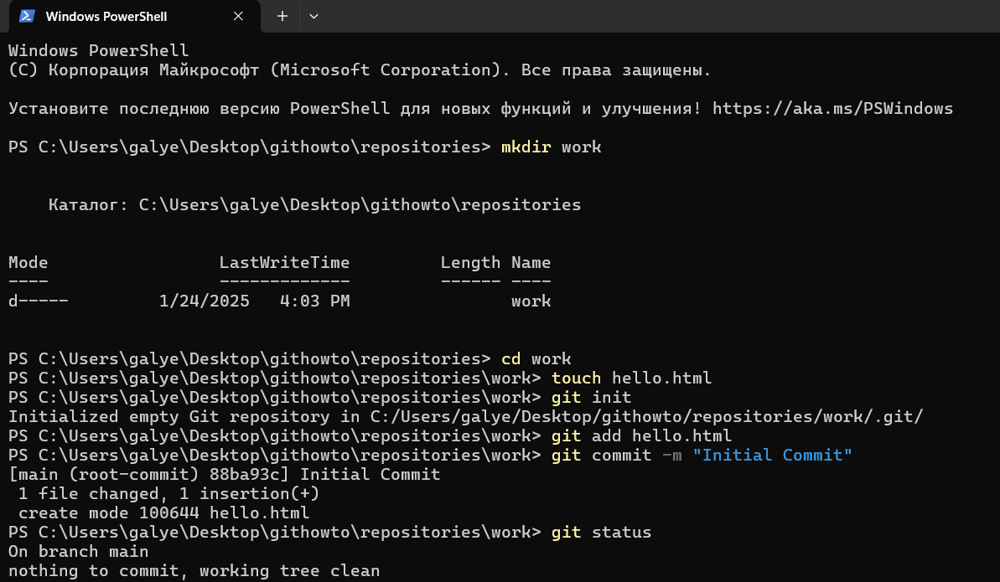 Windows PowerShell
Windows PowerShell
(C) Корпорация Майкрософт (Microsoft Corporation). Все права защищены.
Установите последнюю версию PowerShell для новых функций и улучшения! https://aka.ms/PSWindows
PS C:\Users\galye\Desktop\githowto\repositories> mkdir work
    Каталог: C:\Users\galye\Desktop\githowto\repositories
Mode                 LastWriteTime         Length Name
----                 -------------         ------ ----
d-----         1/24/2025   4:03 PM                work
PS C:\Users\galye\Desktop\githowto\repositories> cd work
PS C:\Users\galye\Desktop\githowto\repositories\work> touch hello.html
PS C:\Users\galye\Desktop\githowto\repositories\work> git init
Initialized empty Git repository in C:/Users/galye/Desktop/githowto/repositories/work/.git/
PS C:\Users\galye\Desktop\githowto\repositories\work> git add hello.html
PS C:\Users\galye\Desktop\githowto\repositories\work> git commit -m "Initial Commit"
[main (root-commit) 88ba93c] Initial Commit
 1 file changed, 1 insertion(+)
 create mode 100644 hello.html
PS C:\Users\galye\Desktop\githowto\repositories\work> git status
On branch main
nothing to commit, working tree clean